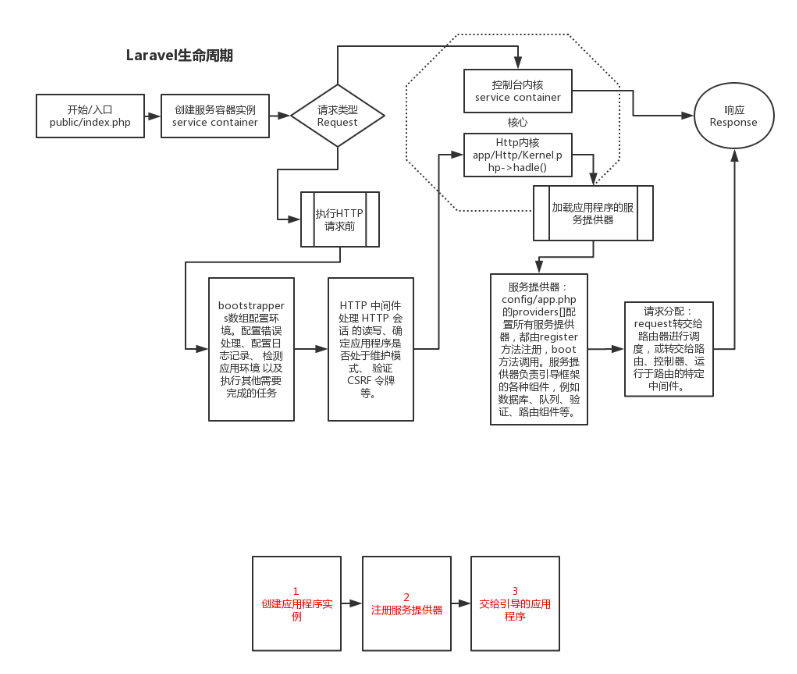 Laravel生命周期
开始/入口
public/index.php
创建服务容器实例
service container
请求类型
Request
控制台内核
service container
核心
Http内核
app/Http/Kernel.p
hp->hadle()
响应
Response
执行HTTP
请求前
加载应用程序的服
务提供器
bootstrapper
s数组配置环
境。配置错误
处理、配置日
志记录、 检测
应用环境 以及
执行其他需要
完成的任务
HTTP 中间件
处理 HTTP 会
话 的读写、确
定应用程序是
否处于维护模
式、 验证
CSRF 令牌
等。
服务提供器：
config/app.php
的providers[]配
置所有服务提供
器，都由register
方法注册，boot
方法调用。服务提
供器负责引导框架
的各种组件，例如
数据库、队列、验
证、路由组件等。
请求分配：
request转交给
路由器进行调
度，或转交给路
由、控制器、运
行于路由的特定
中间件。
1
创建应用程序实
例
2
注册服务提供器
3
交给引导的应用
程序